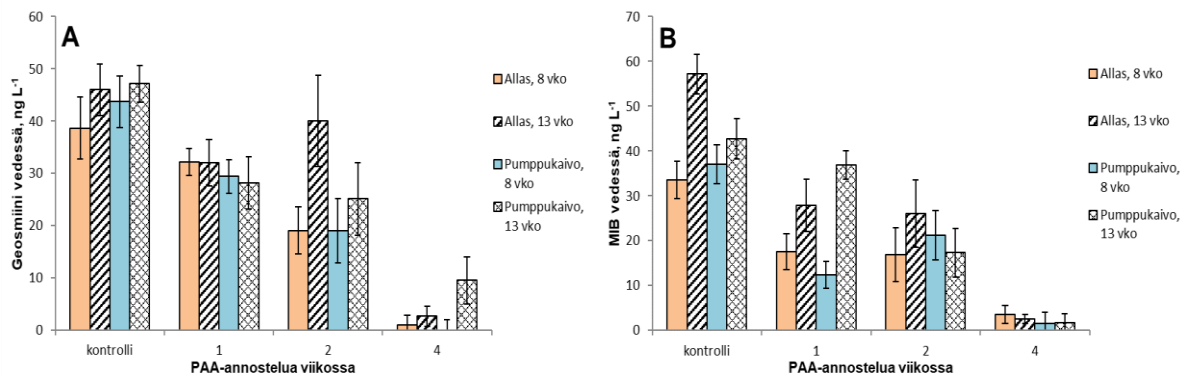 A
Geosmiini vedessä, ng L-1
60
50
40
30
20
10
0
kontrolli 1 2 4
PAA-annostelua viikossa
Allas, 8 vko
Allas, 13 vko
Pumppukaivo,
8 vko
Pumppukaivo,
13 vko
B
MIB vedessä, ng L-1
70
60
50
40
30
20
10
0
kontrolli 1 2 4
PAA-annostelua viikossa
Allas, 8 vko
Allas, 13 vko
Pumppukaivo,
8 vko
Pumppukaivo,
13 vko